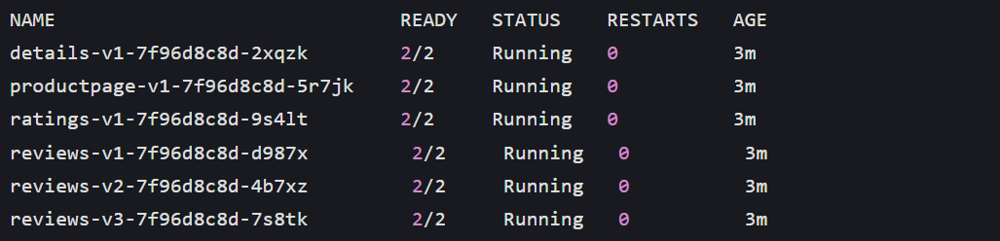 NAME READY STATUS RESTARTS AGE
details-v1-7f96d8c8d-2xqzk 2/2 Running 0 3m
productpage-v1-7f96d8c8d-5r7jk 2/2 Running 0 3m
ratings-v1-7f96d8c8d-9s4lt 2/2 Running 0 3m
reviews-v1-7f96d8c8d-d987x 2/2 Running 0 3m
reviews-v2-7f96d8c8d-4b7xz 2/2 Running 0 3m
reviews-v3-7f96d8c8d-7s8tk 2/2 Running 0 3m